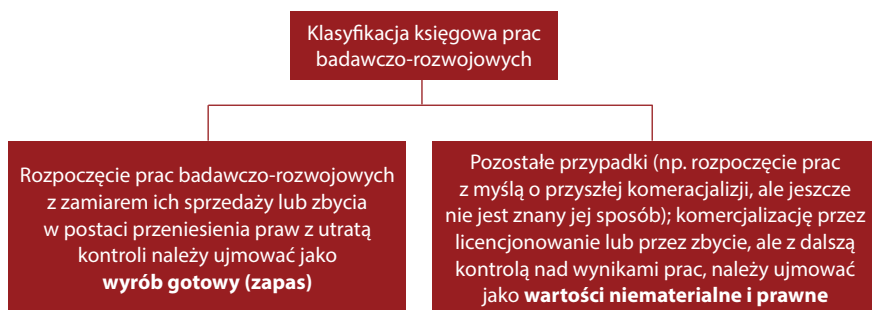 Klasyfikacja księgowa prac
badawczo-rozwojowych
Rozpoczęcie prac badawczo-rozwojowych
z zamiarem ich sprzedaży lub zbycia
w postaci przeniesienia praw z utratą
kontroli należy ujmować jako
wyrób gotowy (zapas)
Pozostałe przypadki (np. rozpoczęcie prac
z myślą o przyszłej komeracjalizji, ale jeszcze
nie jest znany jej sposób); komercjalizację przez
licencjonowanie lub przez zbycie, ale z dalszą
kontrolą nad wynikami prac, należy ujmować
jako wartości niematerialne i prawne